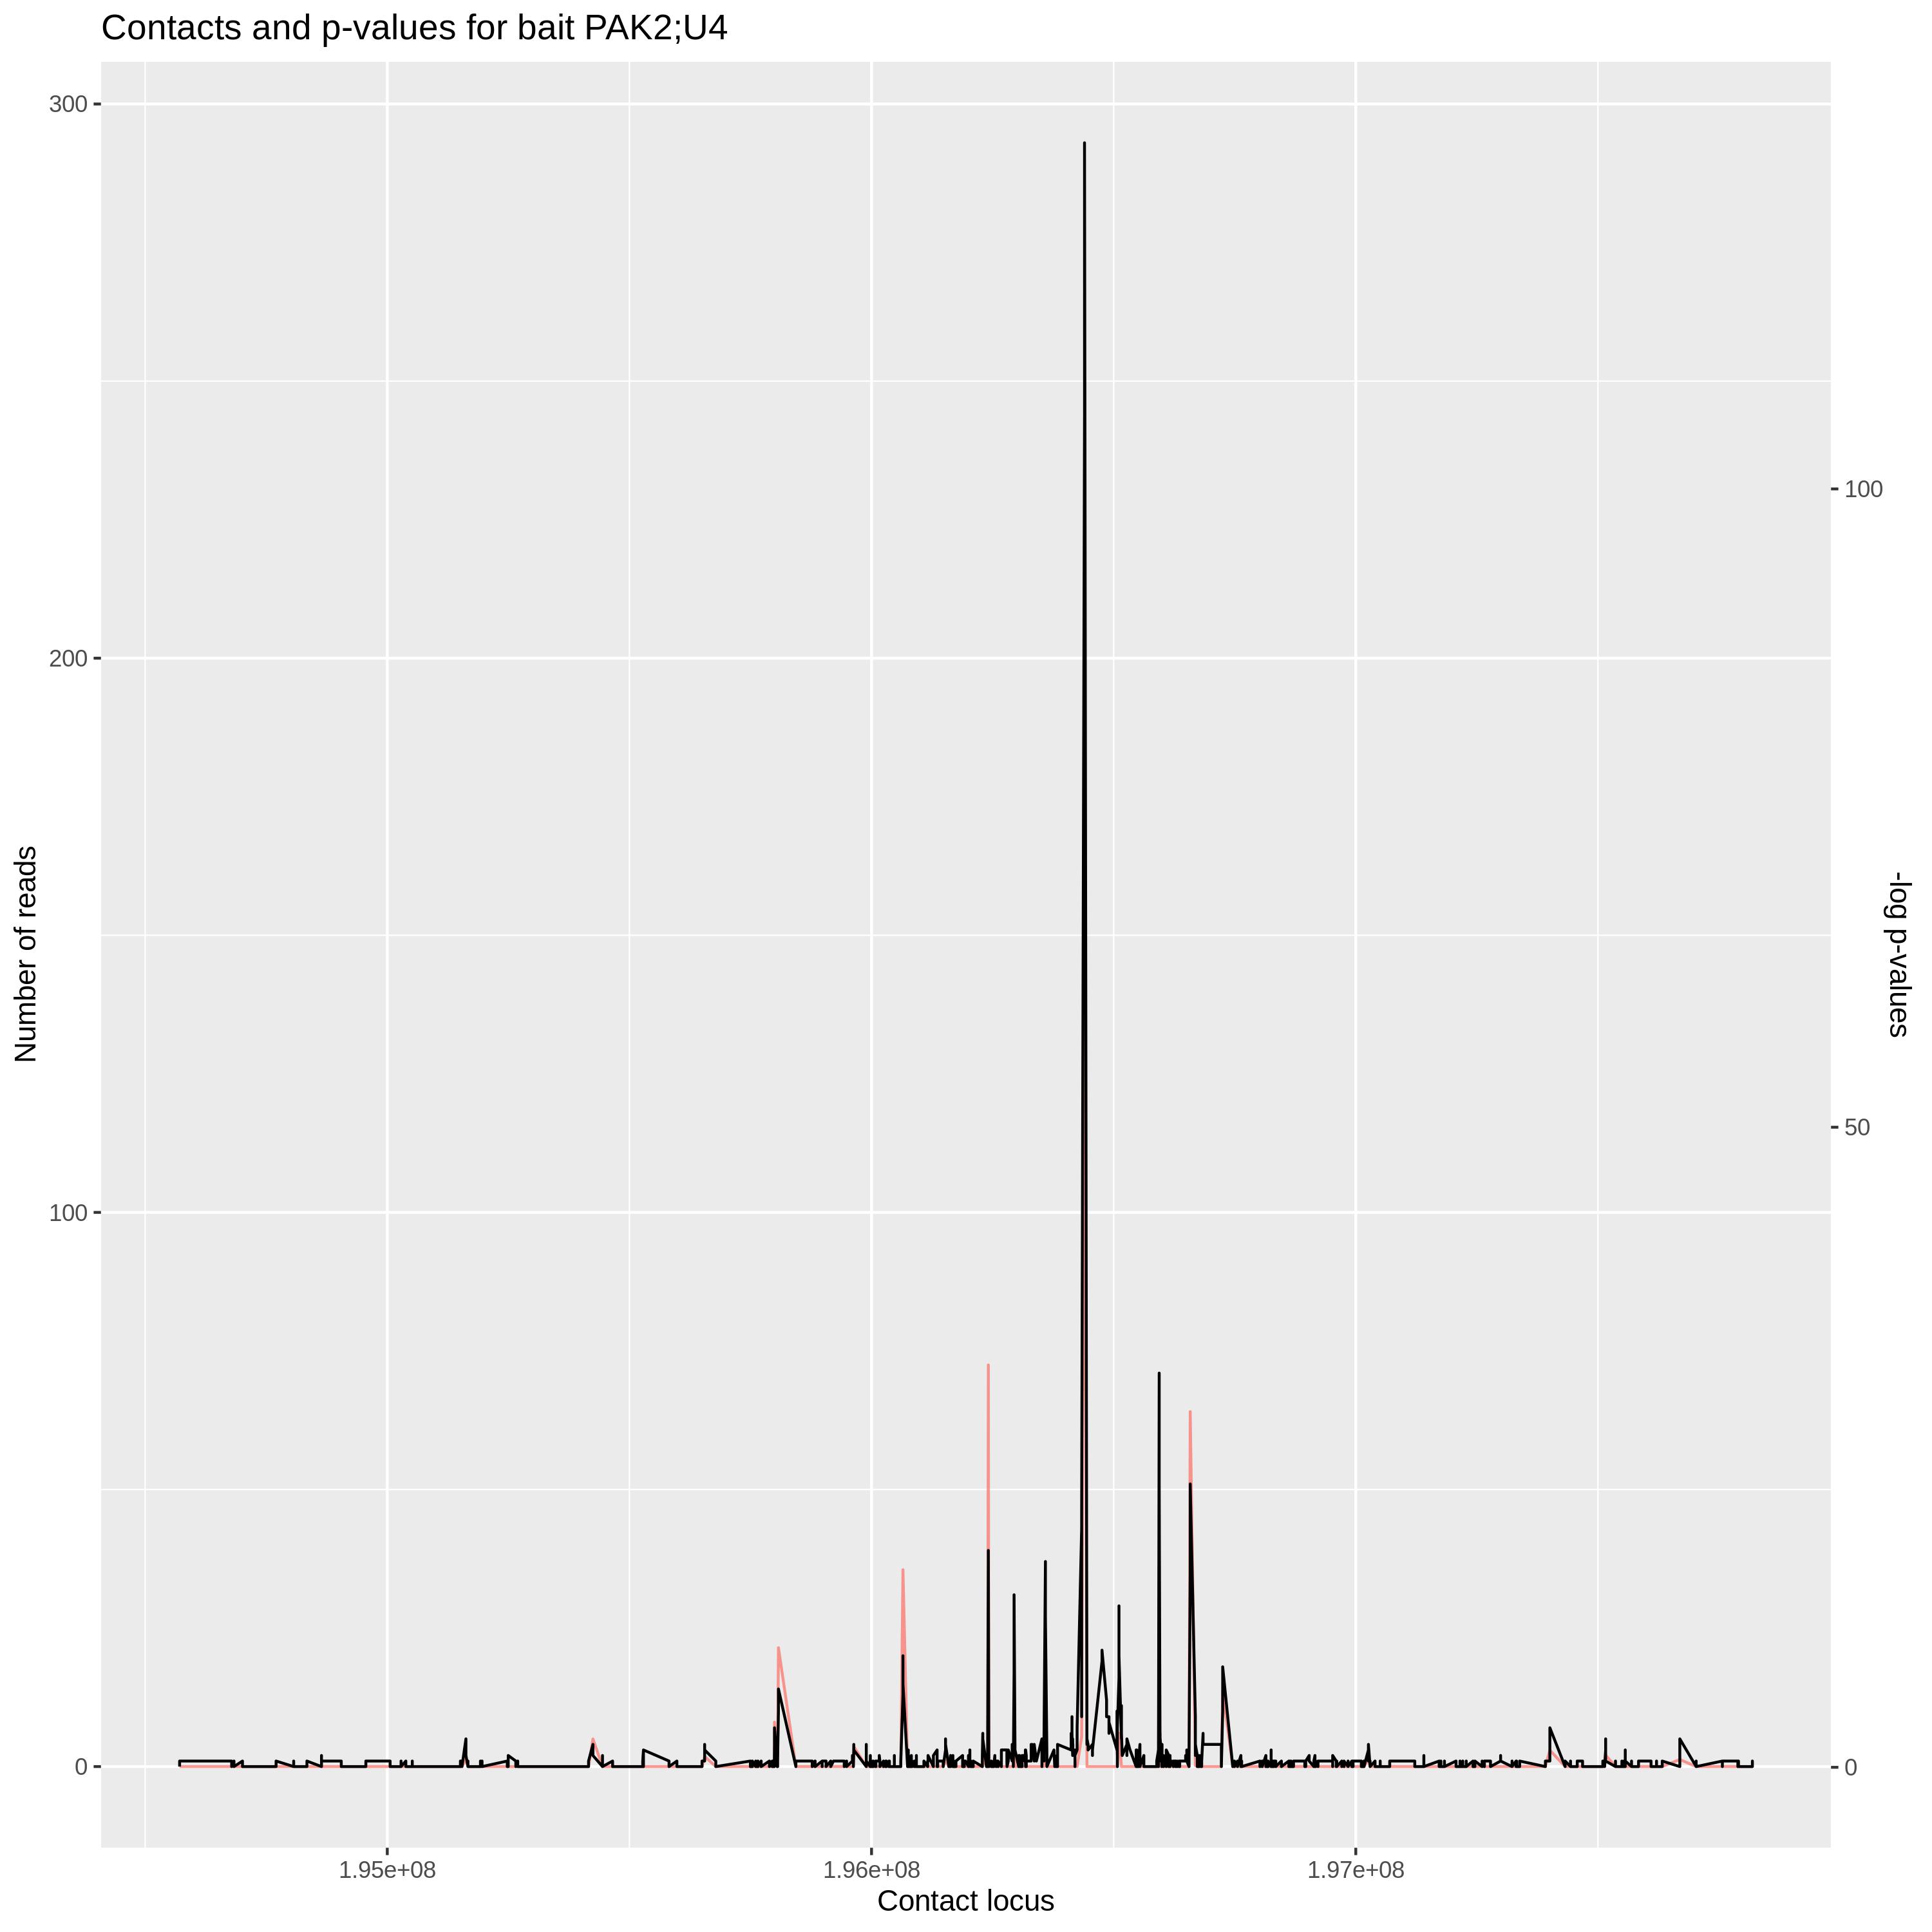 Contacts and p-values for bait PAK2;U4
300
200
100
0
Number of reads
100
50
0
-log p-values
1.95e+08
1.96e+08
1.97e+08
Contact locus